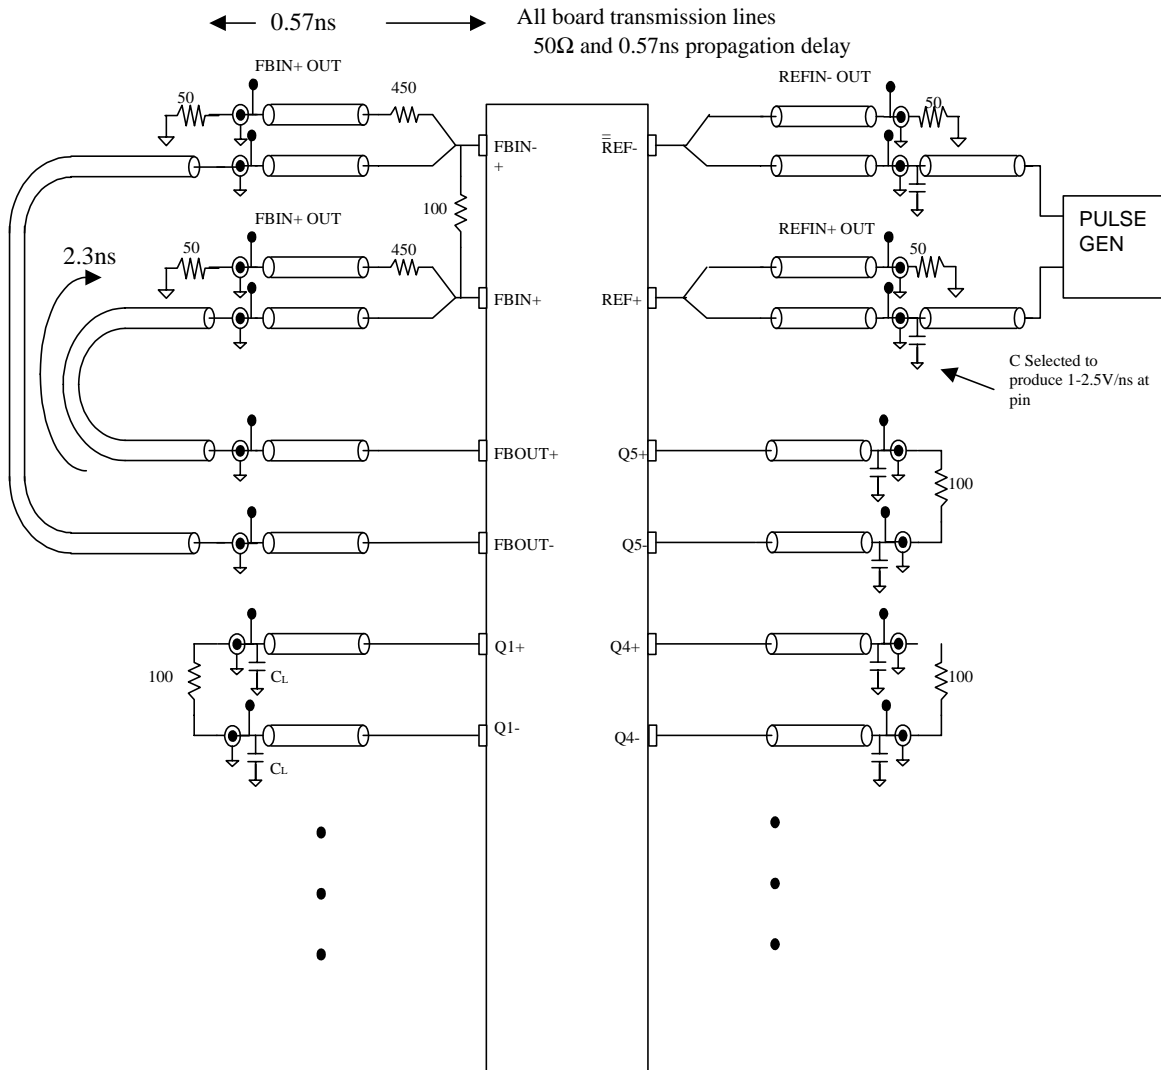 0.57ns
All board transmission lines
50Ω and 0.57ns propagation delay
FBIN+ OUT
50
450
REFIN- OUT
50
FBIN-
+
REF-
100
FBIN+ OUT
50
450
REFIN+ OUT
50
PULSE
GEN
2.3ns
FBIN+
REF+
C Selected to
produce 1-2.5V/ns at
pin
FBOUT+
Q5+
100
FBOUT-
Q5-
Q1+
Q4+
100
CL
100
Q1-
Q4-
CL